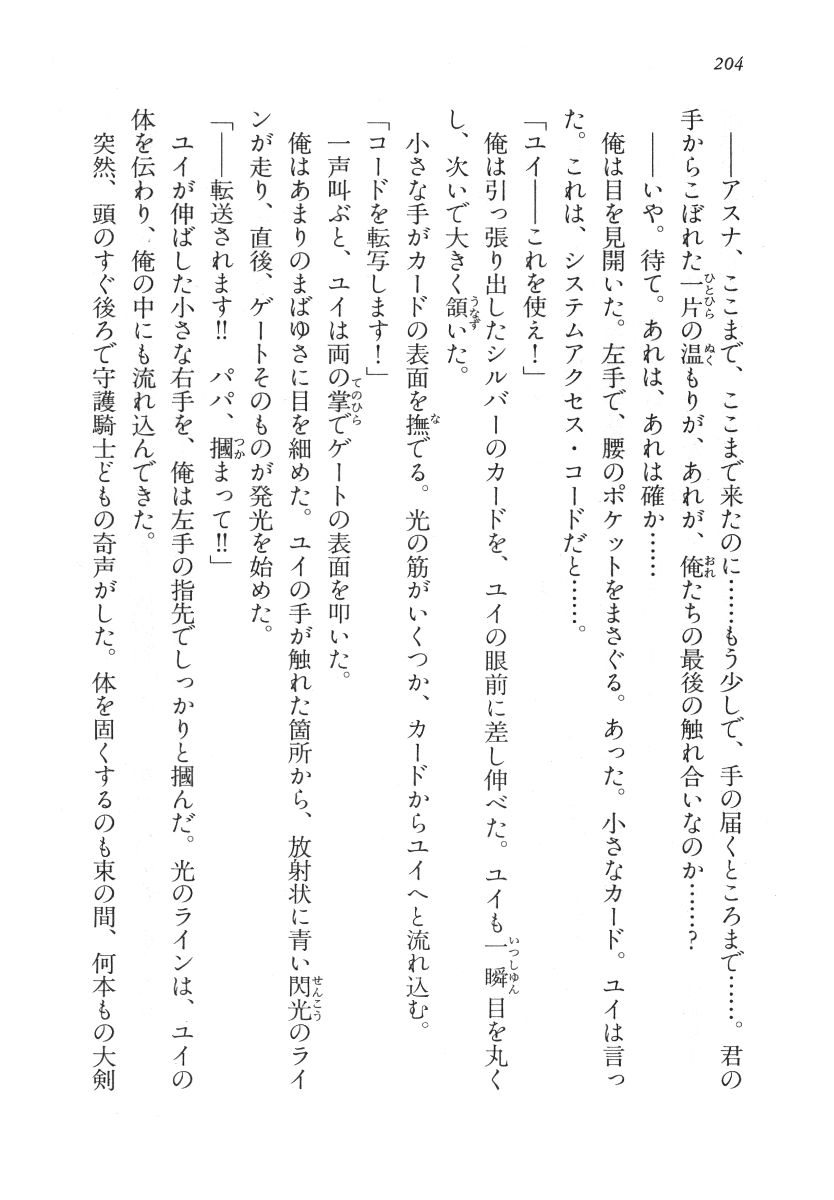 204
――アスナ、ここまで、ここまで来たのに……もう少しで、手の届くところまで……。君の
手からこぼれた一片の温もりが、あれが、俺たちの最後の触れ合いなのか……？
――いや。待て。あれは、あれは確か……
俺は目を見開いた。左手で、腰のポケットをまさぐる。あった。小さなカード。ユイは言っ
た。これは、システムアクセス・コードだと……。
「ユイ――これを使え！」
俺は引っ張り出したシルバーのカードを、ユイの眼前に差し伸べた。ユイも一瞬目を丸く
し、次いで大きく頷いた。
小さな手がカードの表面を撫でる。光の筋がいくつか、カードからユイへと流れ込む。
「コードを転写します！」
一声叫ぶと、ユイは両の掌でゲートの表面を叩いた。
俺はあまりのまばゆさに目を細めた。ユイの手が触れた箇所から、放射状に青い閃光のライ
ンが走り、直後、ゲートそのものが発光を始めた。
「――転送されます!!　パパ、摑まって!!」
ユイが伸ばした小さな右手を、俺は左手の指先でしっかりと摑んだ。光のラインは、ユイの
体を伝わり、俺の中にも流れ込んできた。
突然、頭のすぐ後ろで守護騎士どもの奇声がした。体を固くするのも束の間、何本もの大剣